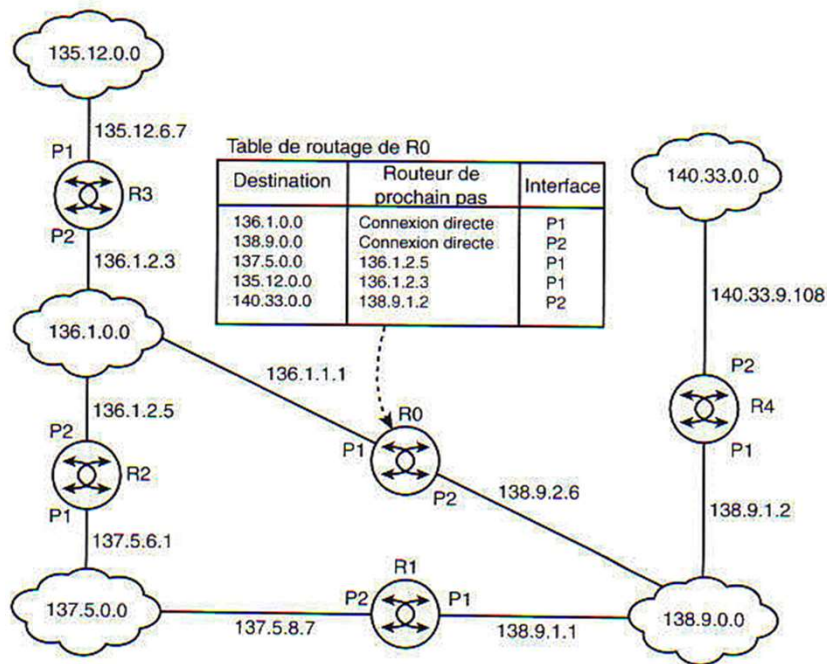 135.12.0.0
135.12.6.7
P1
R3
P2
136.1.2.3
Table de routage de R0
Destination Routeur de prochain pas Interface
136.1.0.0 Connexion directe P1
138.9.0.0 Connexion directe P2
137.5.0.0 136.1.2.5 P1
135.12.0.0 136.1.2.3 P1
140.33.0.0 138.9.1.2 P2
140.33.0.0
140.33.9.108
P2
R4
P1
138.9.1.2
136.1.0.0
136.1.1.1
136.1.2.5
P2
R2
P1
137.5.6.1
R0
P1
P2
138.9.2.6
137.5.0.0
137.5.8.7
R1
P2
P1
138.9.1.1
138.9.0.0